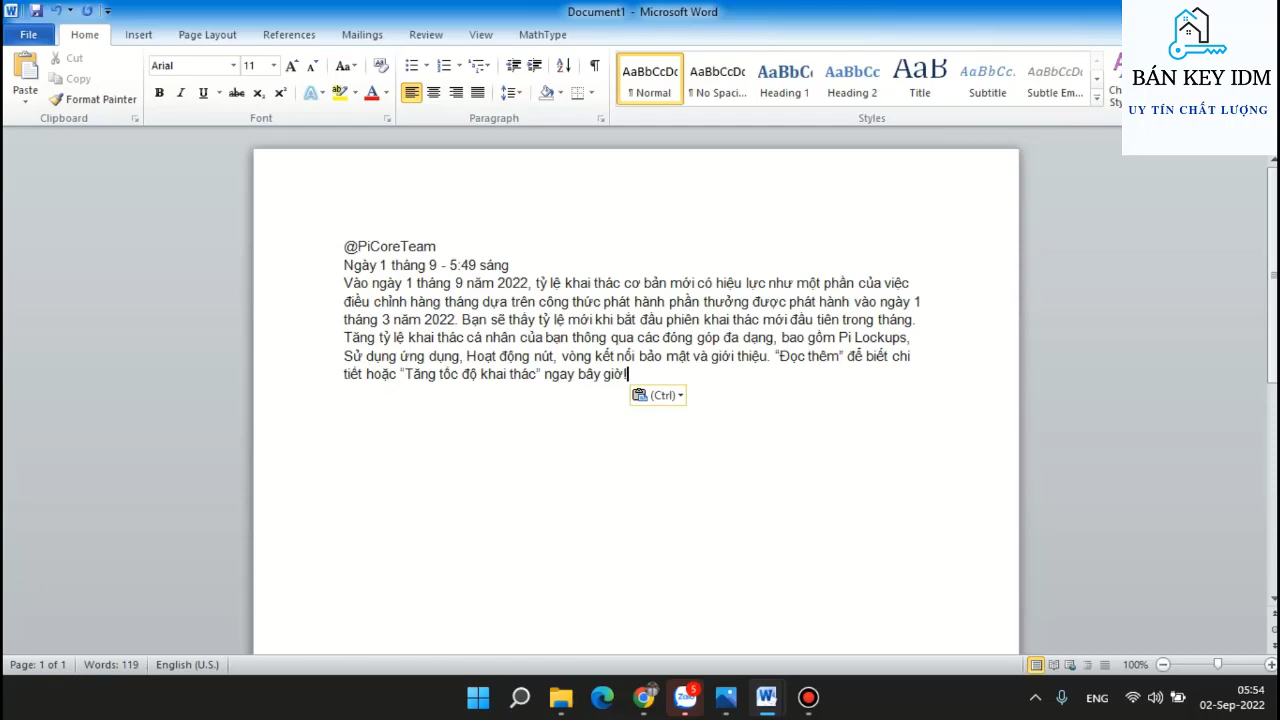 Document1 - Microsoft Word
File Home Insert Page Layout References Mailings Review View MathType
Paste
Cut
Copy
Format Painter
Clipboard
Arial 11
Font
Paragraph
AaBbCcDc AaBbCcDc AaBbC AaBbCc AaB AaBbCc. AaBbCcDc
¶ Normal ¶ No Spaci... Heading 1 Heading 2 Title Subtitle Subtle Em...
Styles
BÁN KEY IDM
UY TÍN CHẤT LƯỢNG
@PiCoreTeam
Ngày 1 tháng 9 - 5:49 sáng
Vào ngày 1 tháng 9 năm 2022, tỷ lệ khai thác cơ bản mới có hiệu lực như một phần của việc
điều chỉnh hàng tháng dựa trên công thức phát hành phần thưởng được phát hành vào ngày 1
tháng 3 năm 2022. Bạn sẽ thấy tỷ lệ mới khi bắt đầu phiên khai thác mới đầu tiên trong tháng.
Tăng tỷ lệ khai thác cá nhân của bạn thông qua các đóng góp đa dạng, bao gồm Pi Lockups,
Sử dụng ứng dụng, Hoạt động nút, vòng kết nối bảo mật và giới thiệu. “Đọc thêm” để biết chi
tiết hoặc “Tăng tốc độ khai thác” ngay bây giờ!
(Ctrl)
Page: 1 of 1 Words: 119 English (U.S.)
100%
Zalo
5
ENG
05:54
02-Sep-2022